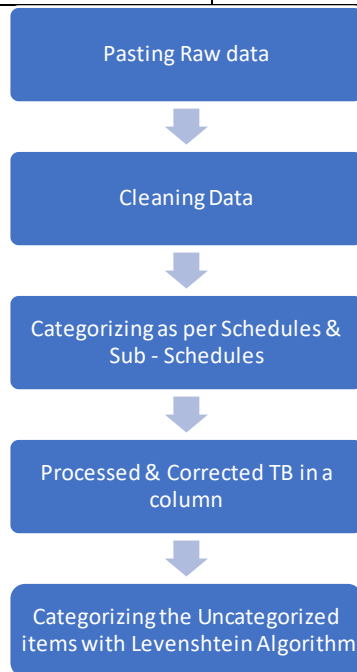 Pasting Raw data
Cleaning Data
Categorizing as per Schedules &
Sub - Schedules
Processed & Corrected TB in a
column
Categorizing the Uncategorized
items with Levenshtein Algorithm